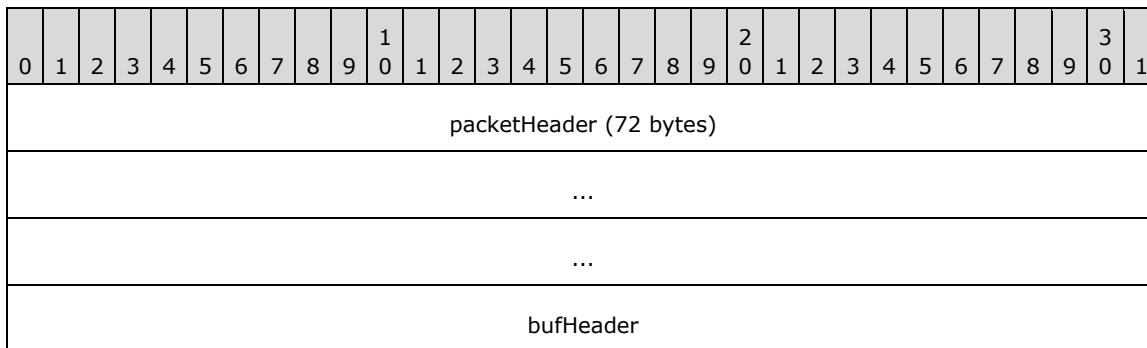 1 2 3
0 1 2 3 4 5 6 7 8 9 0 1 2 3 4 5 6 7 8 9 0 1 2 3 4 5 6 7 8 9 0 1
packetHeader (72 bytes)
...
...
bufHeader